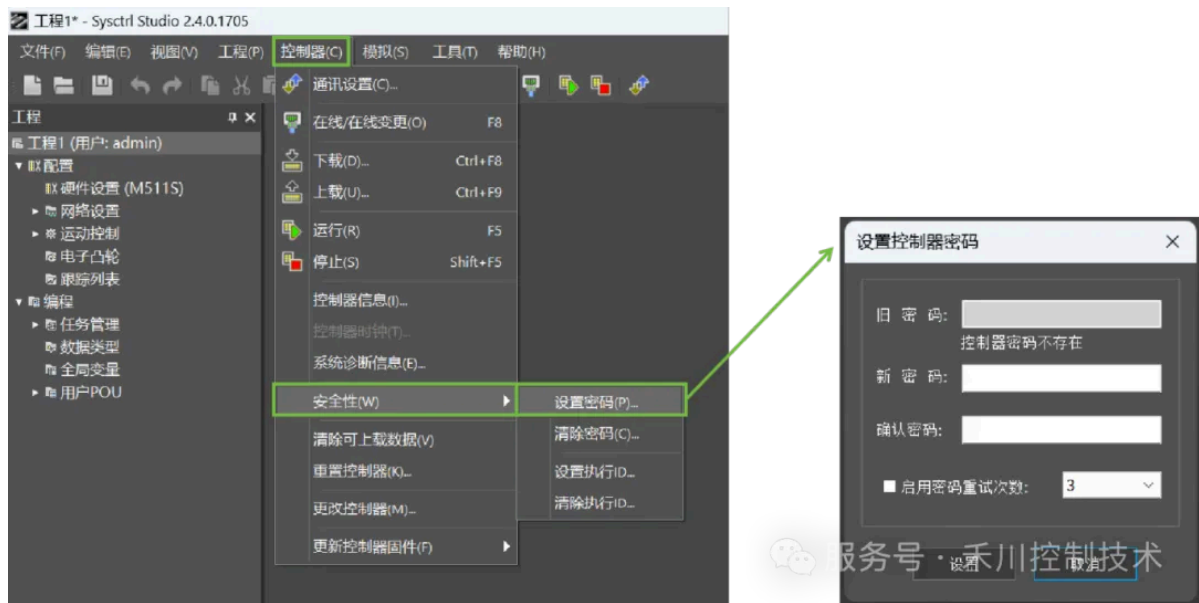 工程1* - Sysctrl Studio 2.4.0.1705
文件(F) 编辑(E) 视图(V) 工程(P) 控制器(C) 模拟(S) 工具(T) 帮助(H)
工程
工程1 (用户: admin)
配置
硬件设置 (M511S)
网络设置
运动控制
电子凸轮
跟踪列表
编程
任务管理
数据类型
全局变量
用户POU
通讯设置(C)...
在线/在线变更(O) F8
下载(D)... Ctrl+F8
上载(U)... Ctrl+F9
运行(R) F5
停止(S) Shift+F5
控制器信息(I)...
控制器时钟(T)...
系统诊断信息(E)...
安全性(W)
清除可上载数据(V)
重置控制器(K)...
更改控制器(M)...
更新控制器固件(F)
设置密码(P)...
清除密码(C)...
设置执行ID...
清除执行ID...
设置控制器密码
旧 密 码:
控制器密码不存在
新 密 码:
确认密码:
启用密码重试次数: 3
设置 取消
服务号 · 禾川控制技术